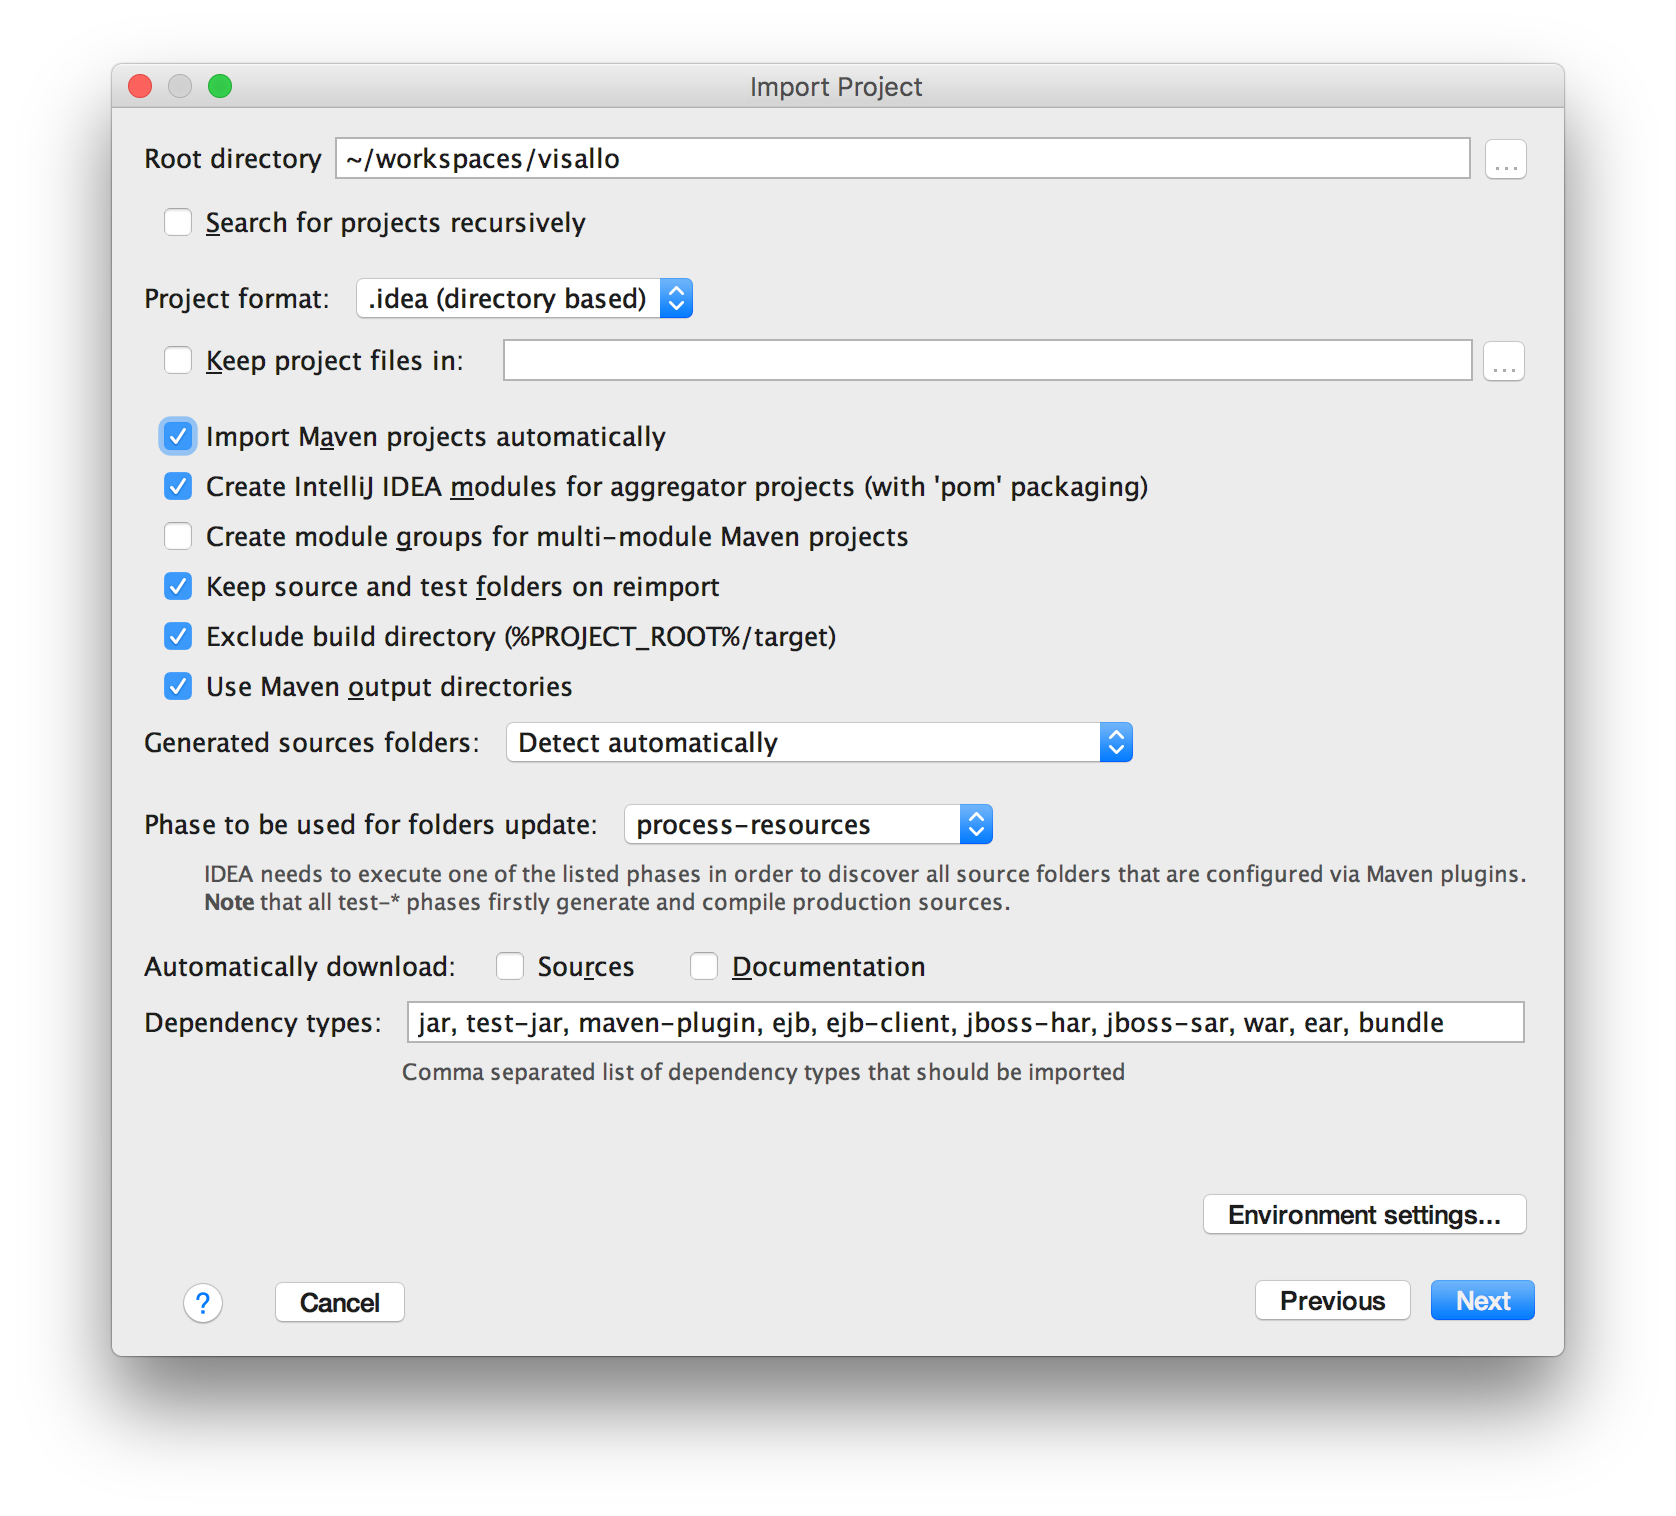 Import Project
Root directory ~/workspaces/visallo ...
Search for projects recursively
Project format: .idea (directory based)
Keep project files in: ...
Import Maven projects automatically
Create IntelliJ IDEA modules for aggregator projects (with 'pom' packaging)
Create module groups for multi-module Maven projects
Keep source and test folders on reimport
Exclude build directory (%PROJECT_ROOT%/target)
Use Maven output directories
Generated sources folders: Detect automatically
Phase to be used for folders update: process-resources
IDEA needs to execute one of the listed phases in order to discover all source folders that are configured via Maven plugins.
Note that all test-* phases firstly generate and compile production sources.
Automatically download: Sources Documentation
Dependency types: jar, test-jar, maven-plugin, ejb, ejb-client, jboss-har, jboss-sar, war, ear, bundle
Comma separated list of dependency types that should be imported
Environment settings...
? Cancel Previous Next